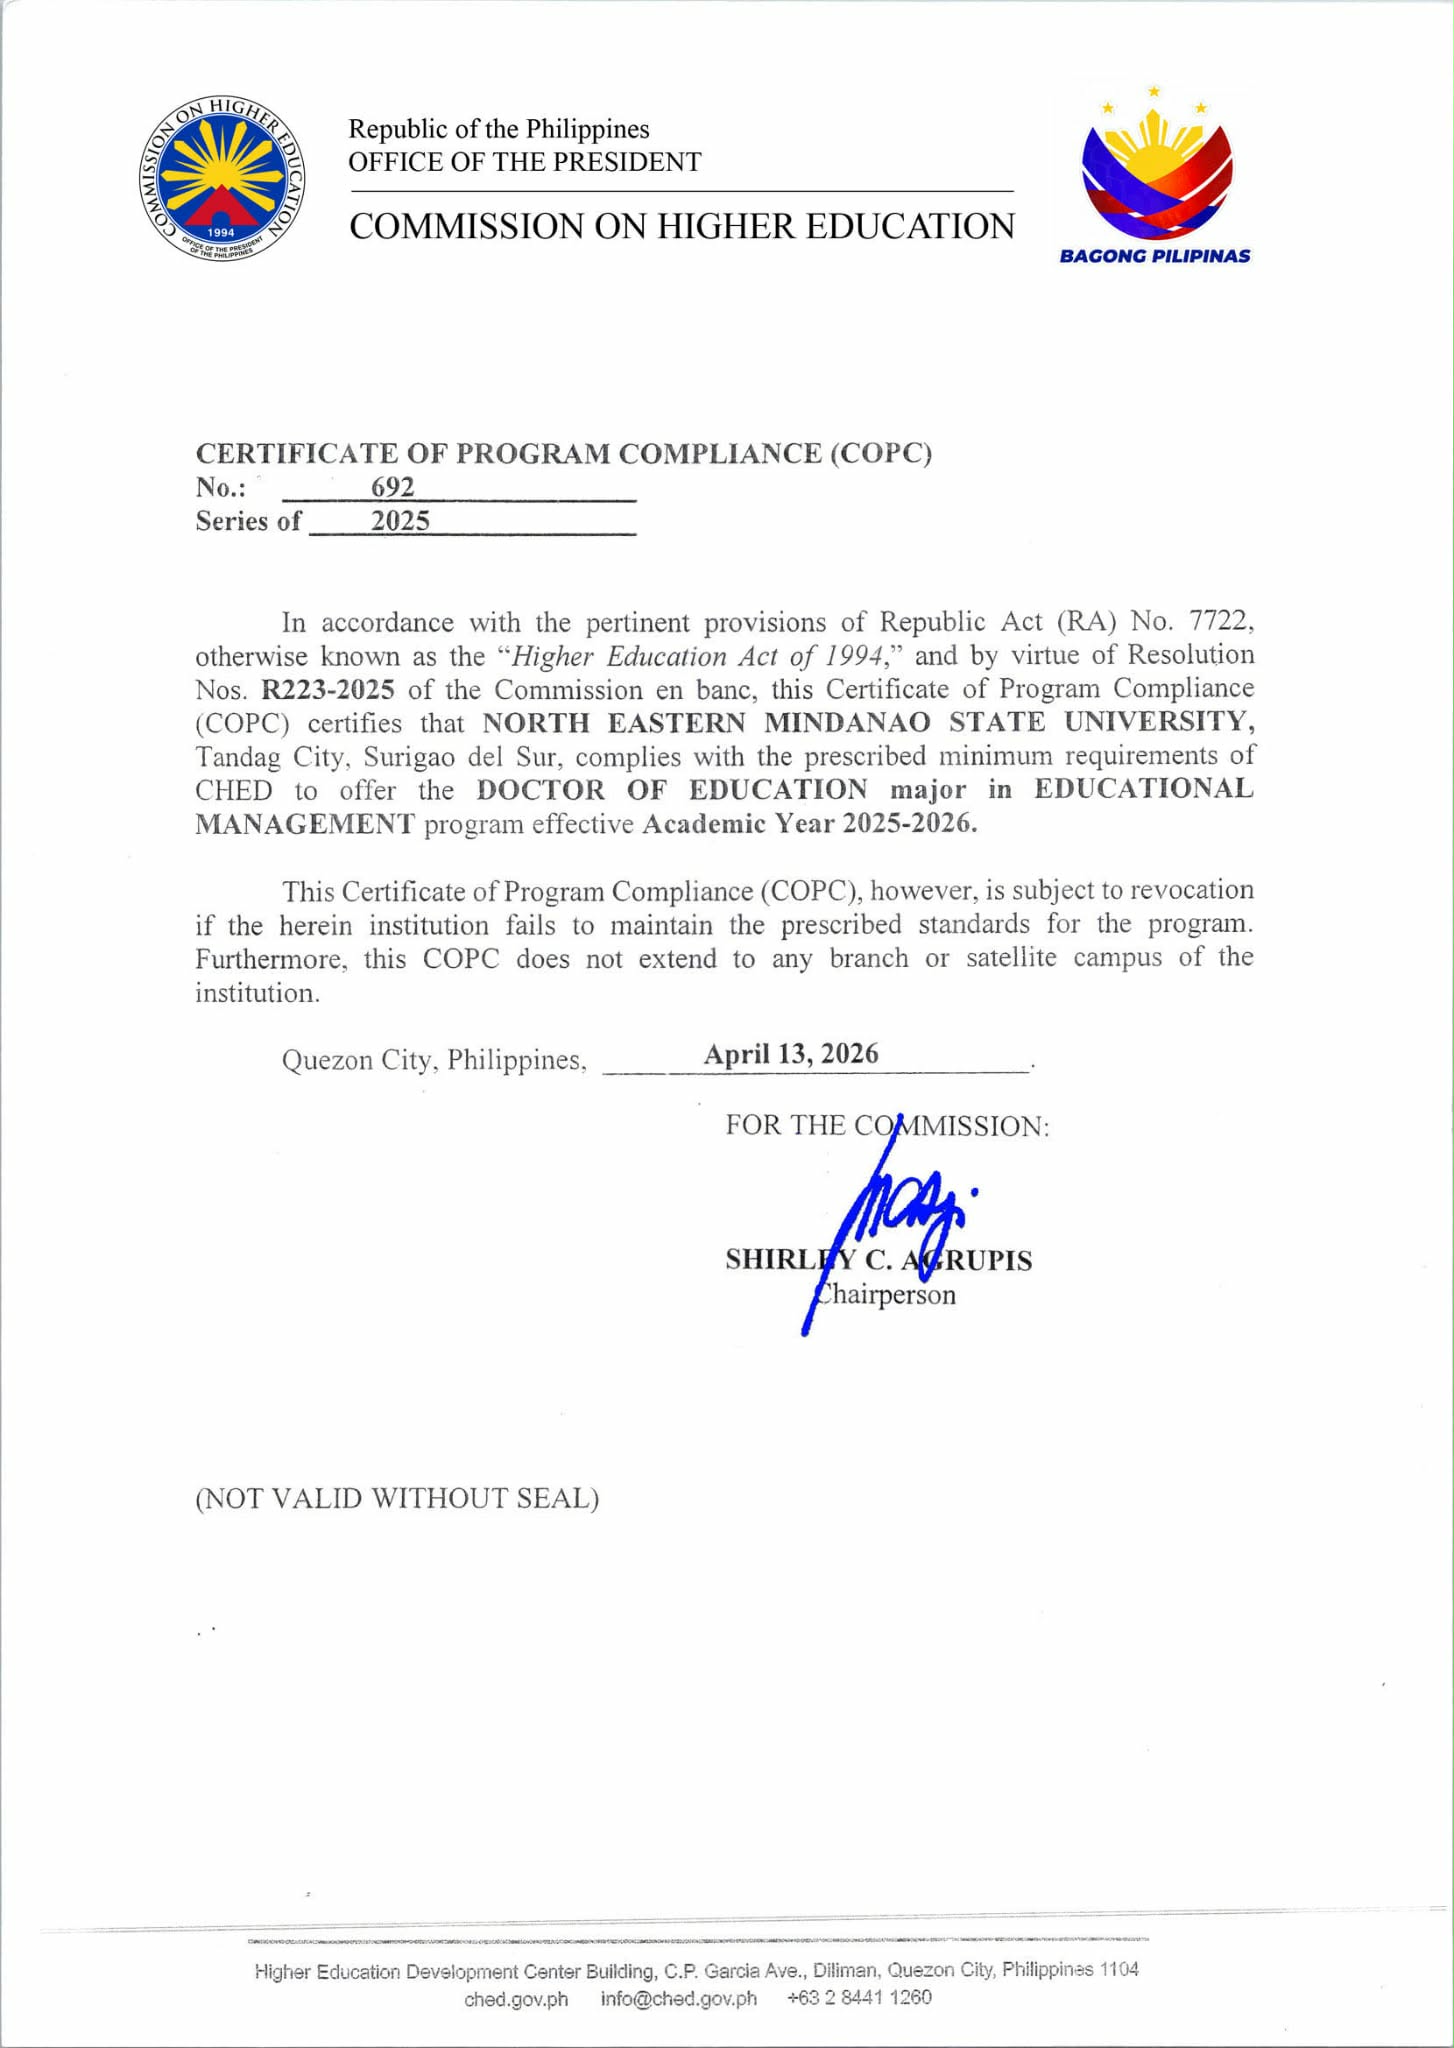 COMMISSION ON HIGHER EDUCATION
1994
OFFICE OF THE PRESIDENT
OF THE PHILIPPINES
Republic of the Philippines
OFFICE OF THE PRESIDENT
COMMISSION ON HIGHER EDUCATION
BAGONG PILIPINAS
CERTIFICATE OF PROGRAM COMPLIANCE (COPC)
No.: 692
Series of 2025
In accordance with the pertinent provisions of Republic Act (RA) No. 7722,
otherwise known as the “Higher Education Act of 1994,” and by virtue of Resolution
Nos. R223-2025 of the Commission en banc, this Certificate of Program Compliance
(COPC) certifies that NORTH EASTERN MINDANAO STATE UNIVERSITY,
Tandag City, Surigao del Sur, complies with the prescribed minimum requirements of
CHED to offer the DOCTOR OF EDUCATION major in EDUCATIONAL
MANAGEMENT program effective Academic Year 2025-2026.
This Certificate of Program Compliance (COPC), however, is subject to revocation
if the herein institution fails to maintain the prescribed standards for the program.
Furthermore, this COPC does not extend to any branch or satellite campus of the
institution.
Quezon City, Philippines, April 13, 2026.
FOR THE COMMISSION:
SHIRLEY C. AGRUPIS
Chairperson
(NOT VALID WITHOUT SEAL)
Higher Education Development Center Building, C.P. Garcia Ave., Diliman, Quezon City, Philippines 1104
ched.gov.ph info@ched.gov.ph +63 2 8441 1260